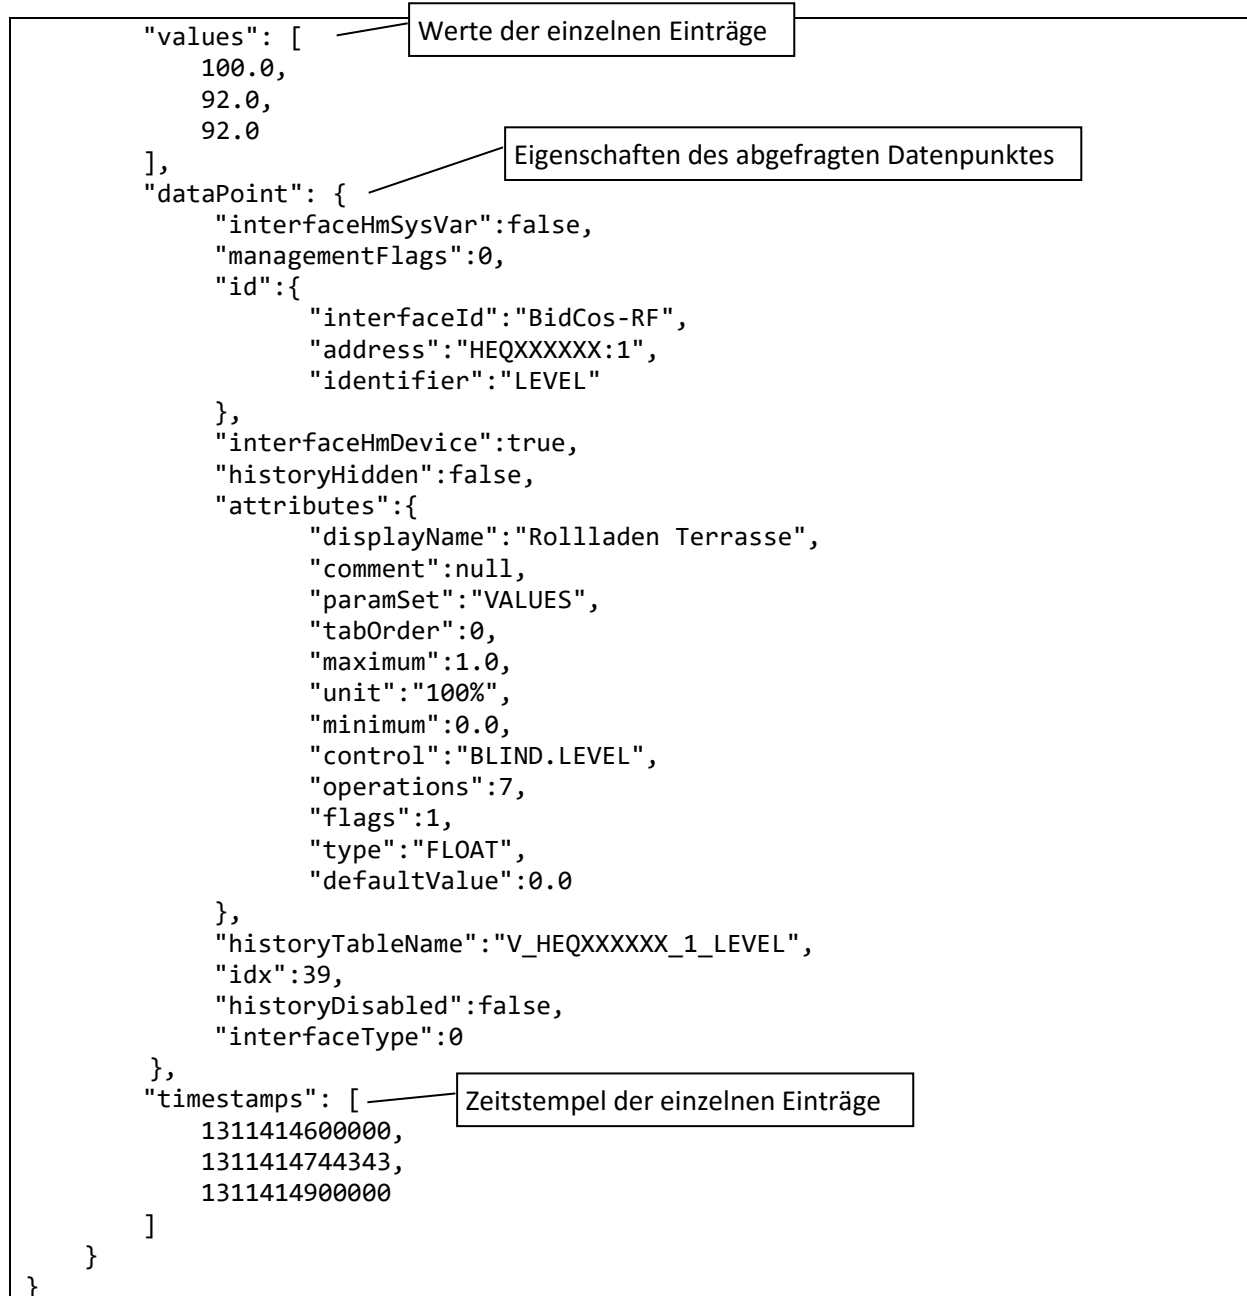 "values": [
Werte der einzelnen Einträge
100.0,
92.0,
92.0
],
Eigenschaften des abgefragten Datenpunktes
"dataPoint": {
"interfaceHmSysVar":false,
"managementFlags":0,
"id":{
"interfaceId":"BidCos-RF",
"address":"HEQXXXXXX:1",
"identifier":"LEVEL"
},
"interfaceHmDevice":true,
"historyHidden":false,
"attributes":{
"displayName":"Rollladen Terrasse",
"comment":null,
"paramSet":"VALUES",
"tabOrder":0,
"maximum":1.0,
"unit":"100%",
"minimum":0.0,
"control":"BLIND.LEVEL",
"operations":7,
"flags":1,
"type":"FLOAT",
"defaultValue":0.0
},
"historyTableName":"V_HEQXXXXXX_1_LEVEL",
"idx":39,
"historyDisabled":false,
"interfaceType":0
},
"timestamps": [
Zeitstempel der einzelnen Einträge
1311414600000,
1311414744343,
1311414900000
]
}
}